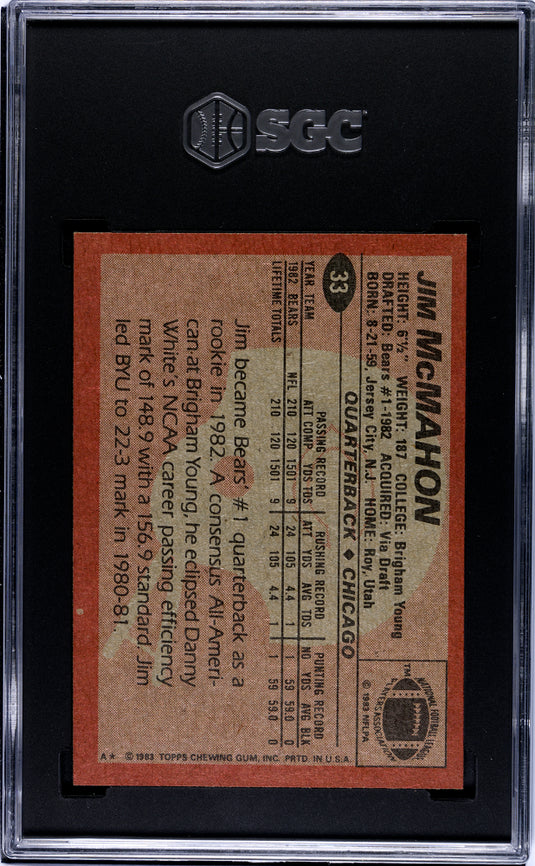 SGC
33
JIM McMAHON
QUARTERBACK ◆ CHICAGO
HEIGHT: 6'½" WEIGHT: 187 COLLEGE: Brigham Young
DRAFTED: Bears #1-1982 ACQUIRED: Via Draft
BORN: 8-21-59, Jersey City, N.J. HOME: Roy, Utah
NATIONAL FOOTBALL LEAGUE
PLAYERS ASSOCIATION
TM
© 1983 NFLPA
PASSING RECORD RUSHING RECORD PUNTING RECORD
YEAR TEAM ATT COMP YDS TDS ATT YDS AVG TDS NO YDS AVG BLK
1982 BEARS NFL 210 120 1501 9 24 105 4.4 1 1 59 59.0 0
LIFETIME TOTALS 210 120 1501 9 24 105 4.4 1 1 59 59.0 0
Jim became Bears' #1 quarterback as a
rookie in 1982. A consensus All-Ameri-
can at Brigham Young, he eclipsed Danny
White's NCAA career passing efficiency
mark of 148.9 with a 156.9 standard. Jim
led BYU to 22-3 mark in 1980-81.
A★ © 1983 TOPPS CHEWING GUM, INC. PRTD. IN U.S.A.